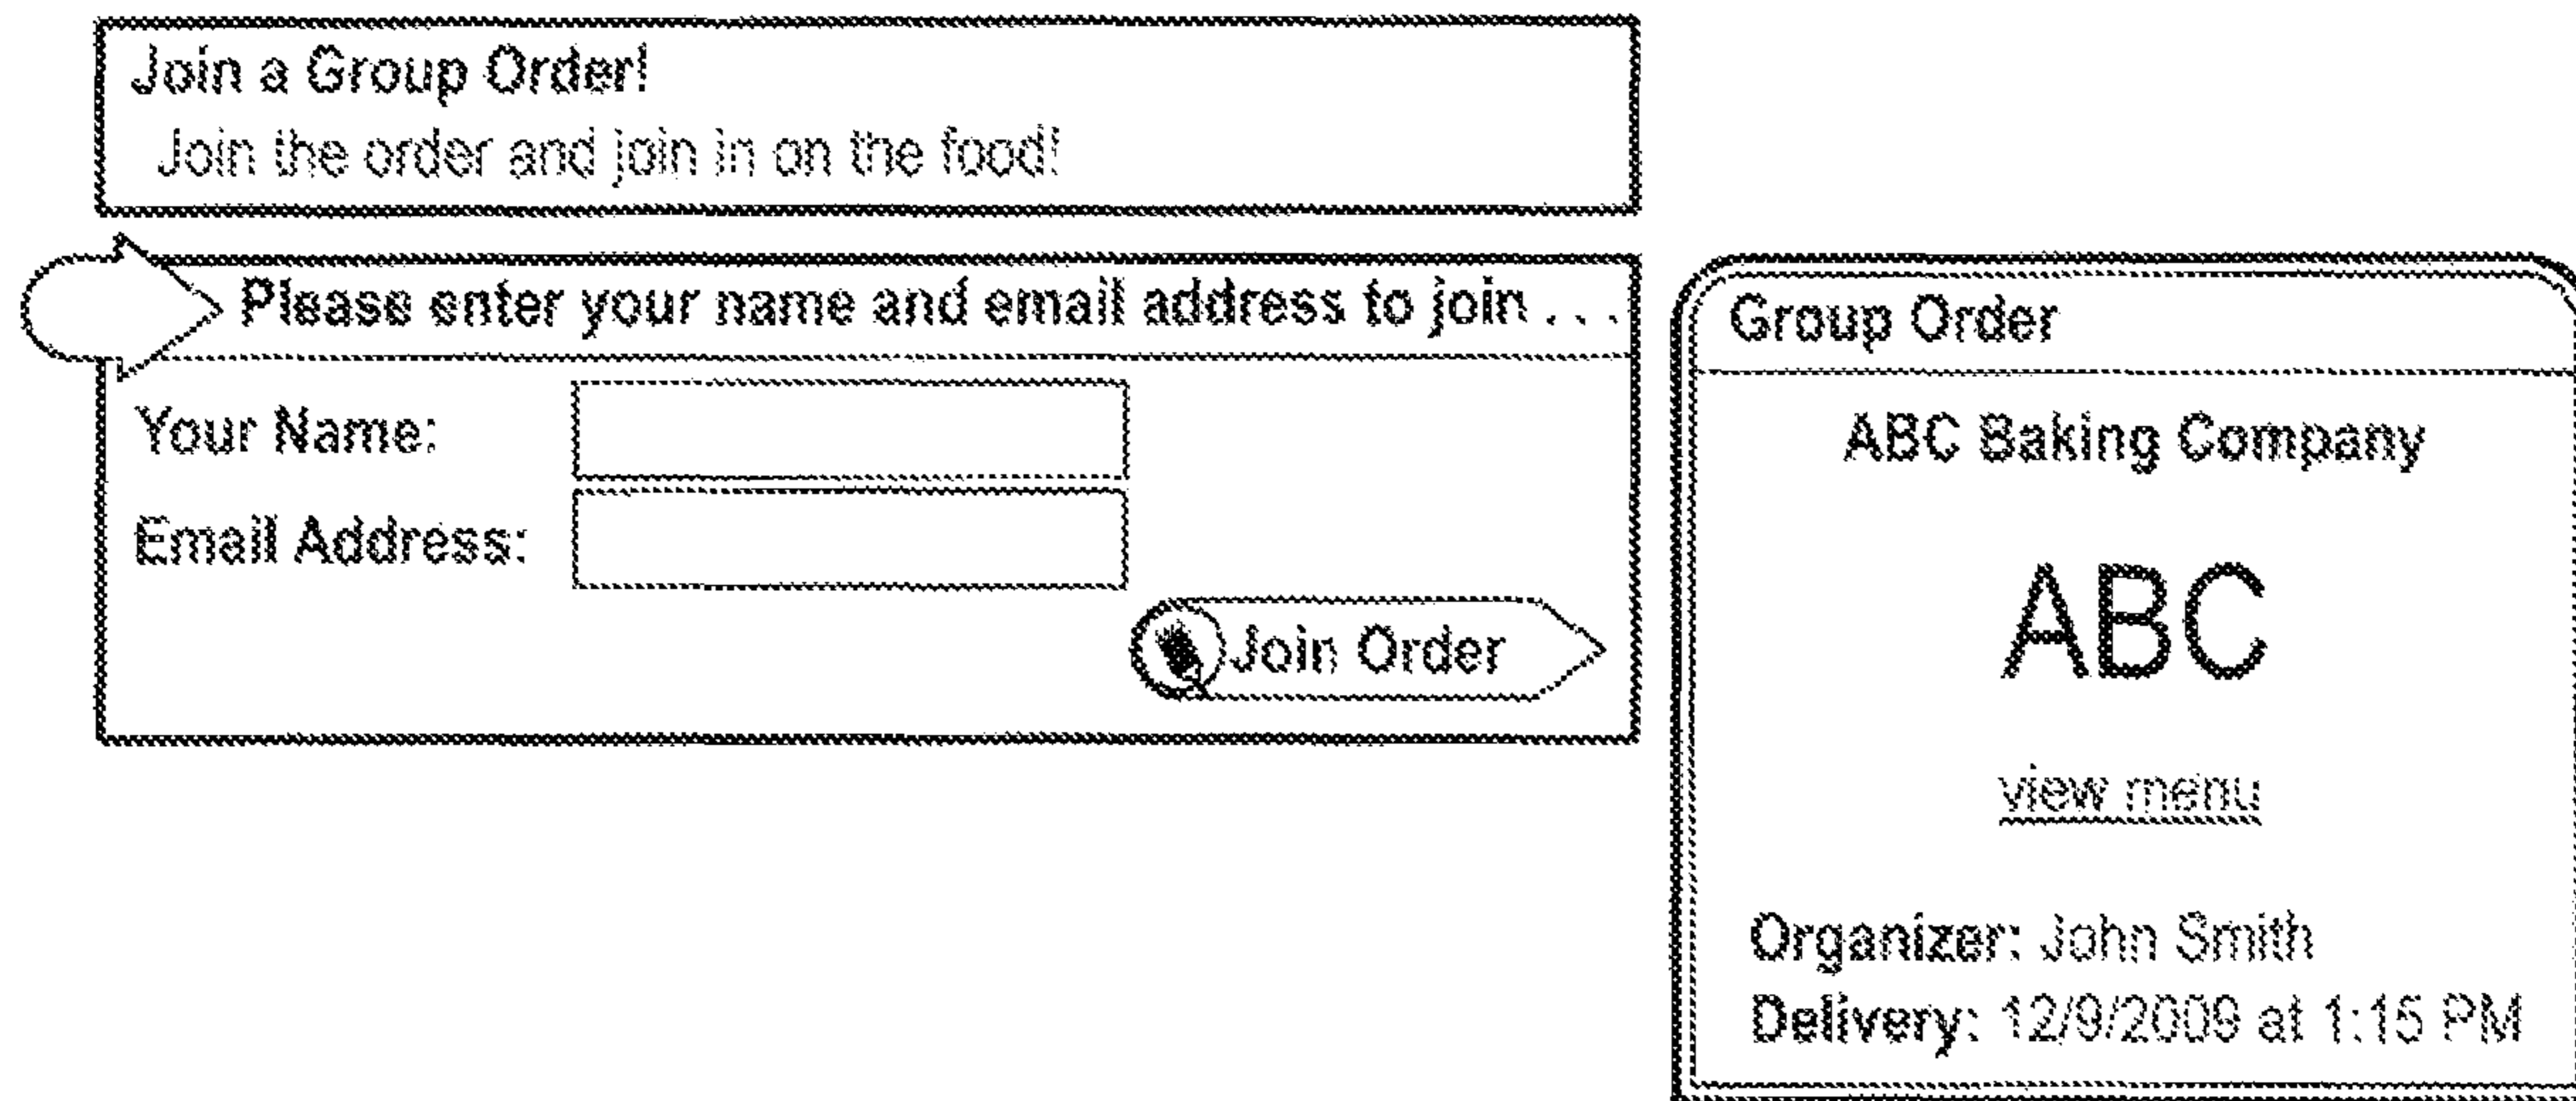 Join a Group Order!
Join the order and join in on the food!
Please enter your name and email address to join . . .
Your Name:
Email Address:
Join Order
Group Order
ABC Baking Company
ABC
view menu
Organizer: John Smith
Delivery: 12/9/2009 at 1:15 PM